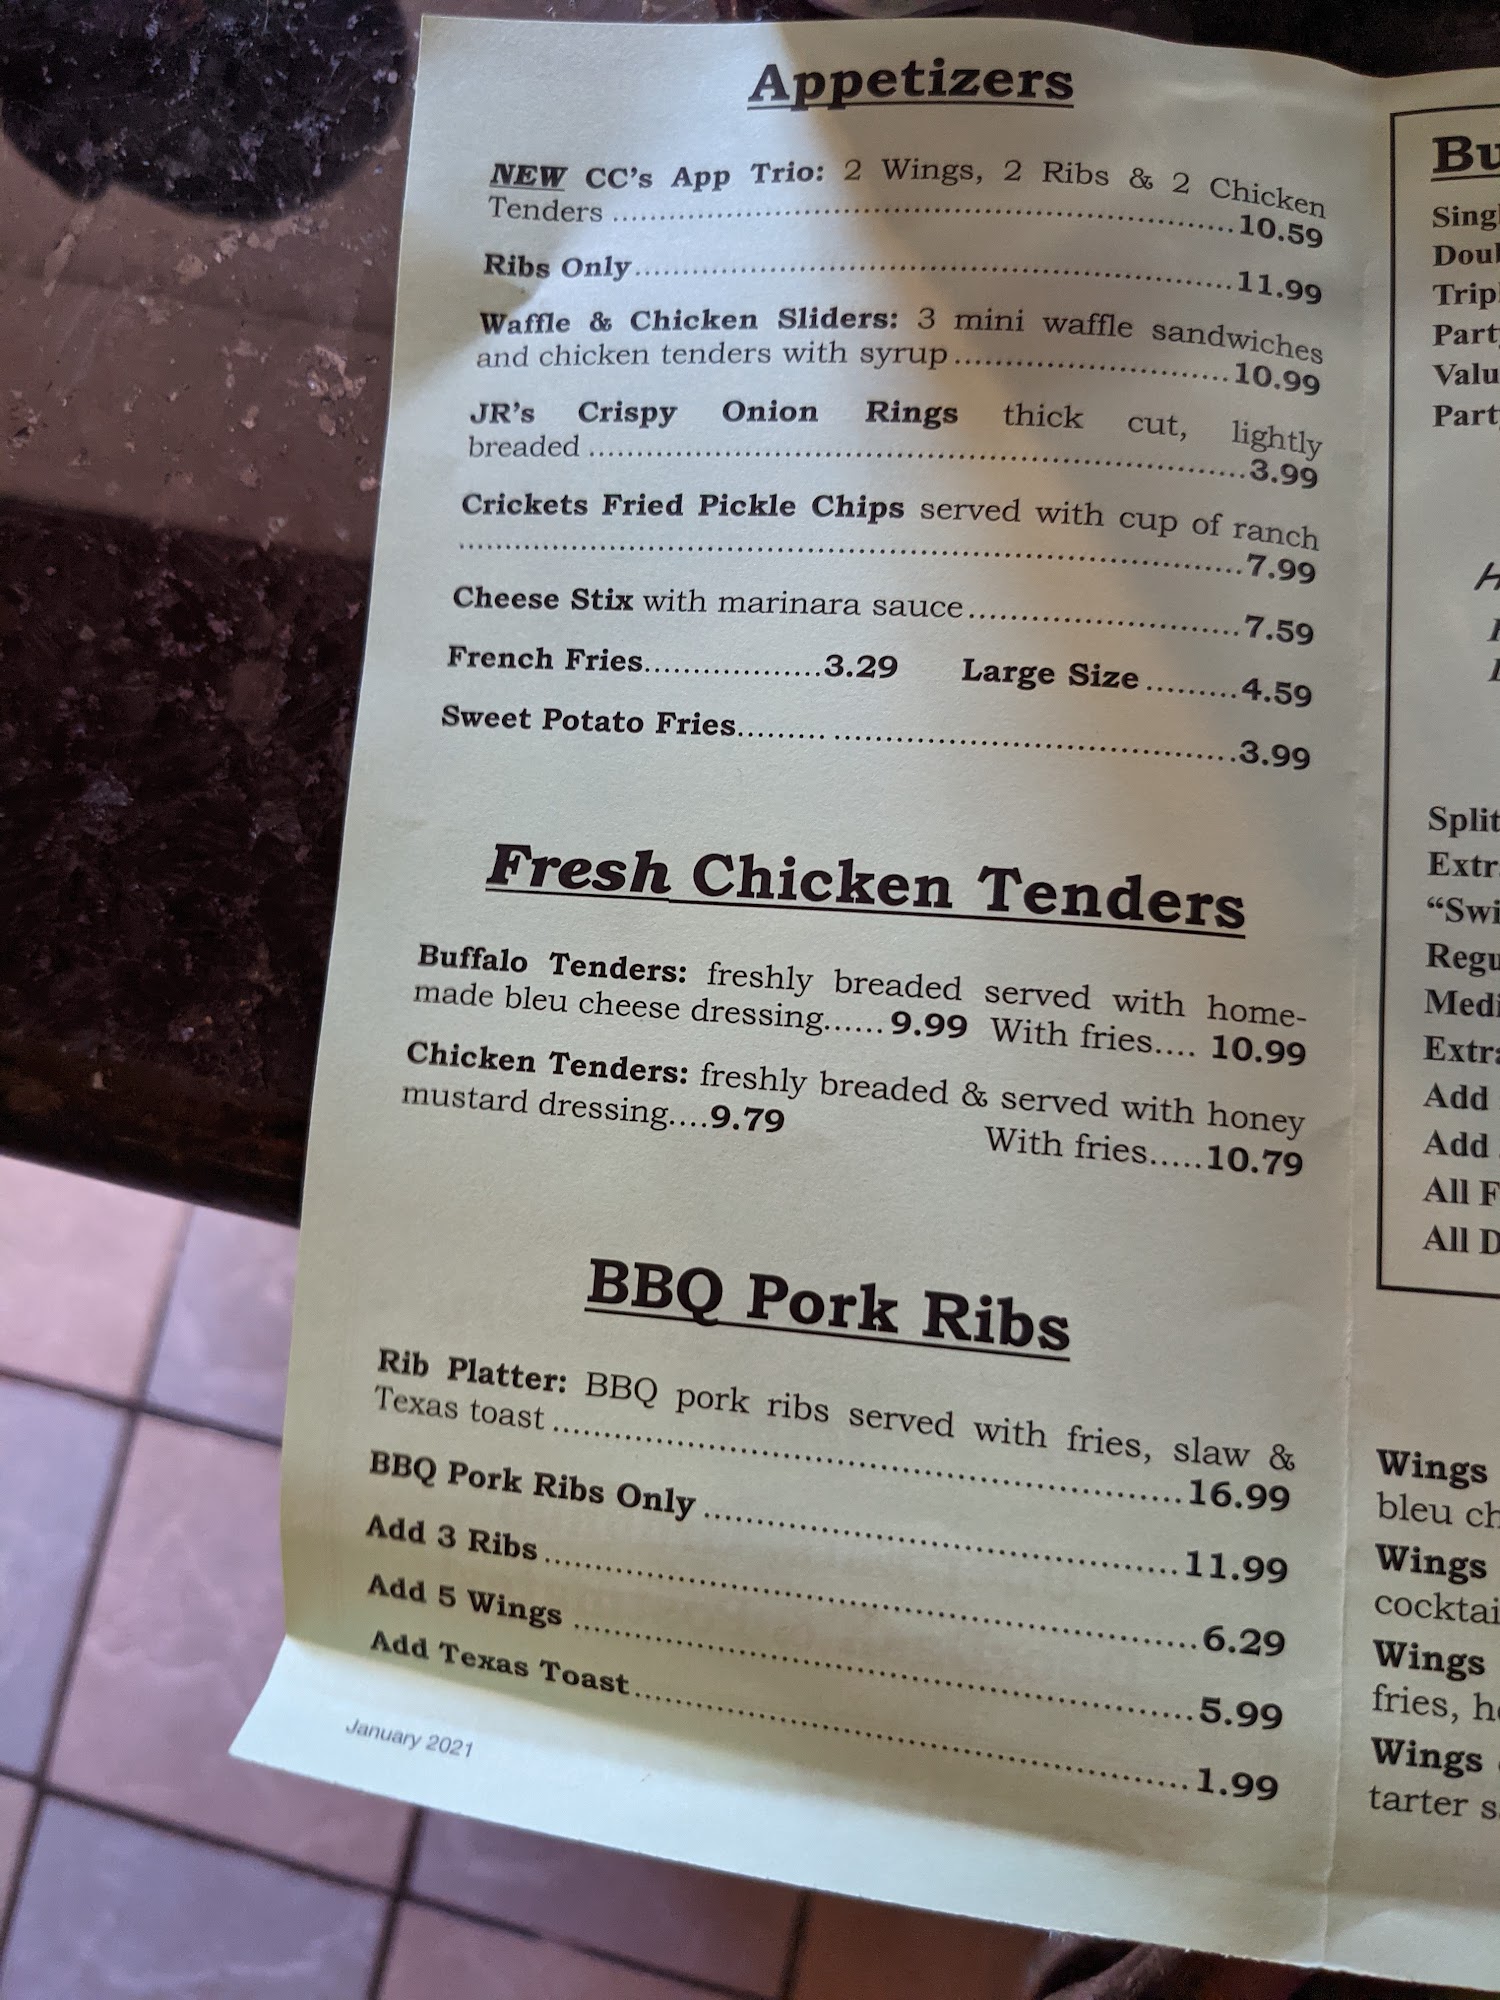 Appetizers
NEW CC's App Trio: 2 Wings, 2 Ribs & 2 Chicken
Tenders ........................................................................10.59
Ribs Only.....................................................................11.99
Waffle & Chicken Sliders: 3 mini waffle sandwiches
and chicken tenders with syrup ...............................10.99
JR's Crispy Onion Rings thick cut, lightly
breaded ...........................................................................3.99
Crickets Fried Pickle Chips served with cup of ranch
..........................................................................................7.99
Cheese Stix with marinara sauce ...............................7.59
French Fries....................3.29 Large Size ..........4.59
Sweet Potato Fries.........................................................3.99
Fresh Chicken Tenders
Buffalo Tenders: freshly breaded served with home-
made bleu cheese dressing...... 9.99 With fries.... 10.99
Chicken Tenders: freshly breaded & served with honey
mustard dressing....9.79 With fries.....10.79
BBQ Pork Ribs
Rib Platter: BBQ pork ribs served with fries, slaw &
Texas toast ....................................................................16.99
BBQ Pork Ribs Only ....................................................11.99
Add 3 Ribs ......................................................................6.29
Add 5 Wings ...................................................................5.99
Add Texas Toast.............................................................1.99
January 2021
Bu
Sing
Doub
Trip
Party
Valu
Party
Split
Extr
“Swi
Regu
Medi
Extra
Add
Add
All F
All D
Wings
bleu ch
Wings
cocktai
Wings
fries, h
Wings
tarter s